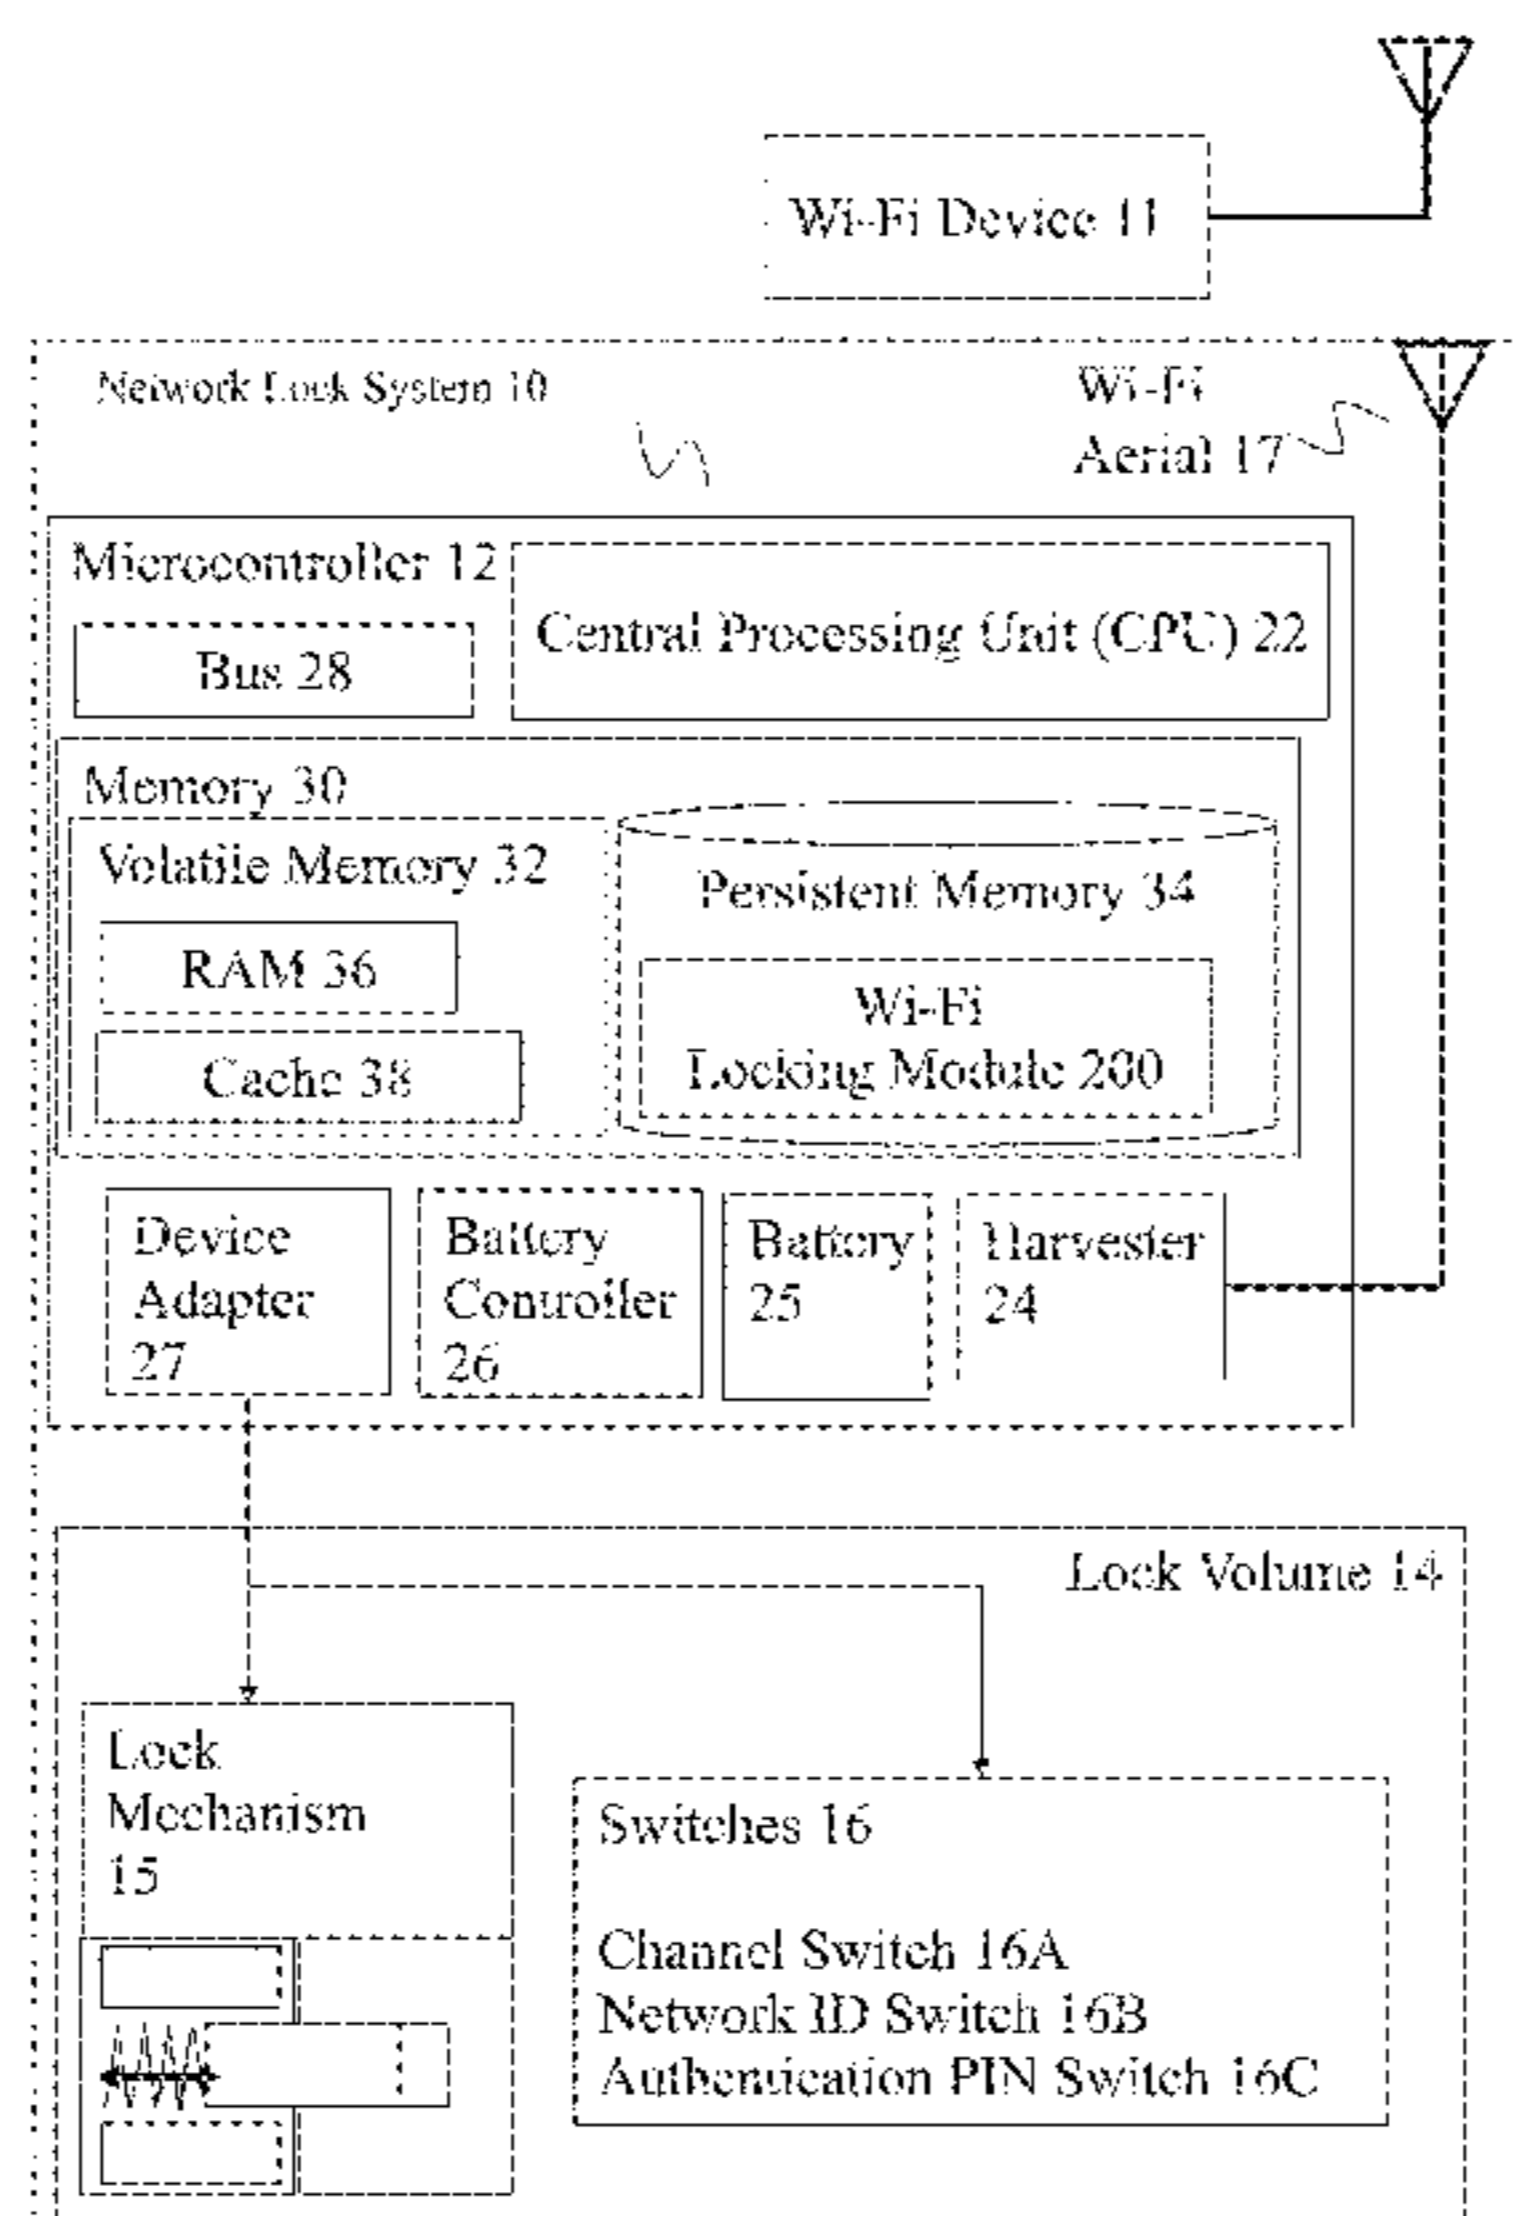 Wi-Fi Device 11
Network Lock System 10
Wi-Fi
Aerial 17
Microcontroller 12
Central Processing Unit (CPU) 22
Bus 28
Memory 30
Volatile Memory 32
Persistent Memory 34
RAM 36
Cache 38
Wi-Fi
Locking Module 200
Device
Adapter
27
Battery
Controller
26
Battery
25
Harvester
24
Lock Volume 14
Lock
Mechanism
15
Switches 16
Channel Switch 16A
Network ID Switch 16B
Authentication PIN Switch 16C